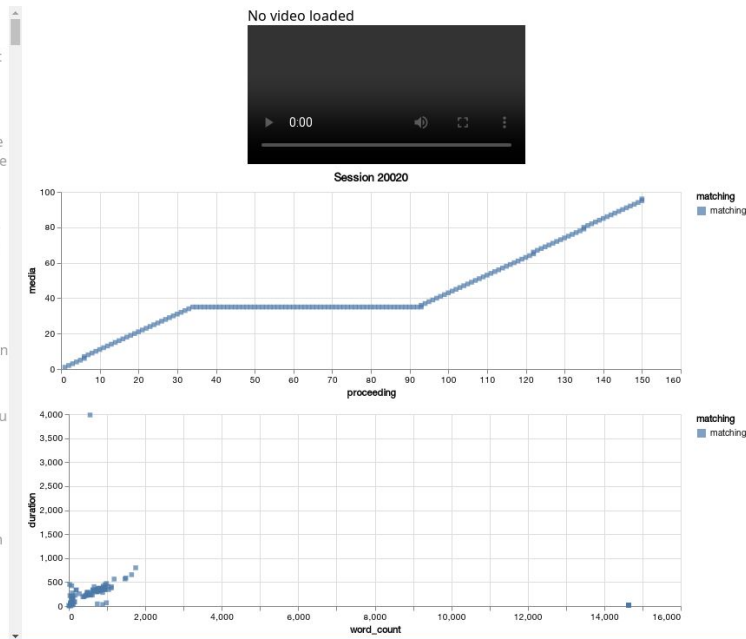 No video loaded
0:00
Session 20020
matching
matching
100
80
60
40
20
0
media
0 10 20 30 40 50 60 70 80 90 100 110 120 130 140 150 160
proceeding
matching
matching
4,000
3,500
3,000
2,500
2,000
1,500
1,000
500
0
duration
0 2,000 4,000 6,000 8,000 10,000 12,000 14,000 16,000
word_count